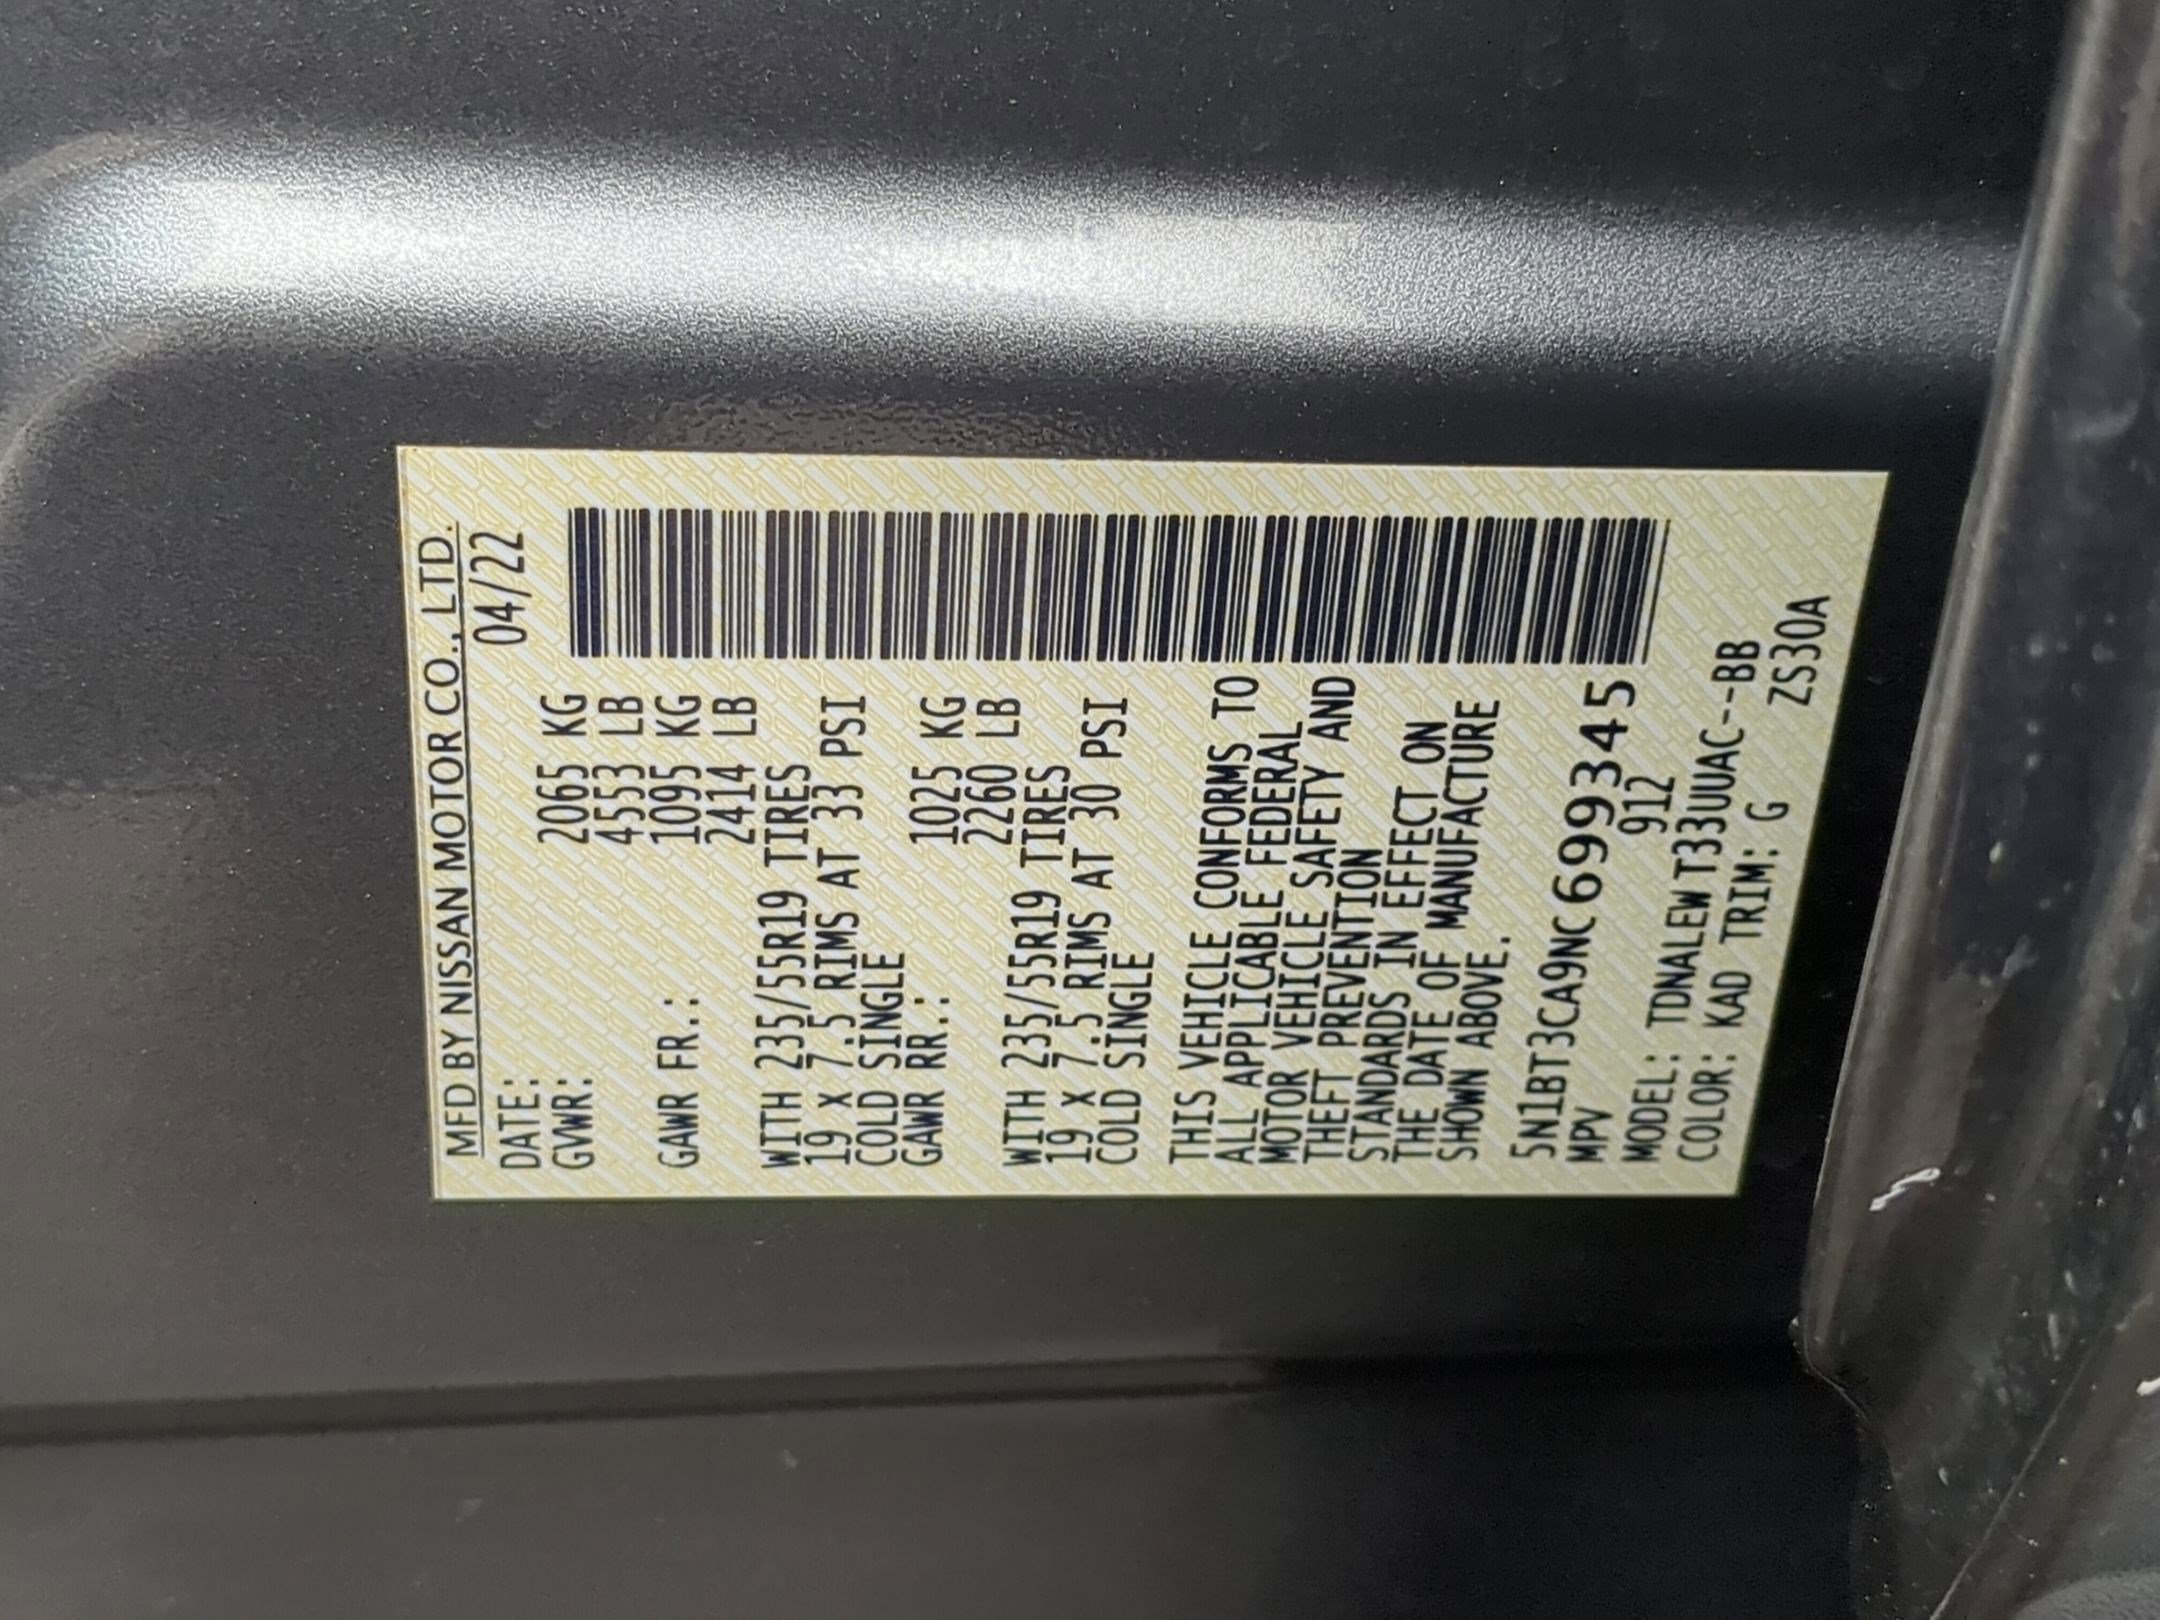 MFD BY NISSAN MOTOR CO., LTD.
DATE: 04/22
GVWR: 2065 KG
4553 LB
GAWR FR.: 1095 KG
2414 LB
WITH 235/55R19 TIRES
19 X 7.5 RIMS AT 33 PSI
COLD SINGLE
GAWR RR.: 1025 KG
2260 LB
WITH 235/55R19 TIRES
19 X 7.5 RIMS AT 30 PSI
COLD SINGLE
THIS VEHICLE CONFORMS TO
ALL APPLICABLE FEDERAL
MOTOR VEHICLE SAFETY AND
THEFT PREVENTION
STANDARDS IN EFFECT ON
THE DATE OF MANUFACTURE
SHOWN ABOVE.
5N1BT3CA9NC699345
MPV 912
MODEL: TDNALEW T33UUAC--BB
COLOR: KAD TRIM: G ZS30A